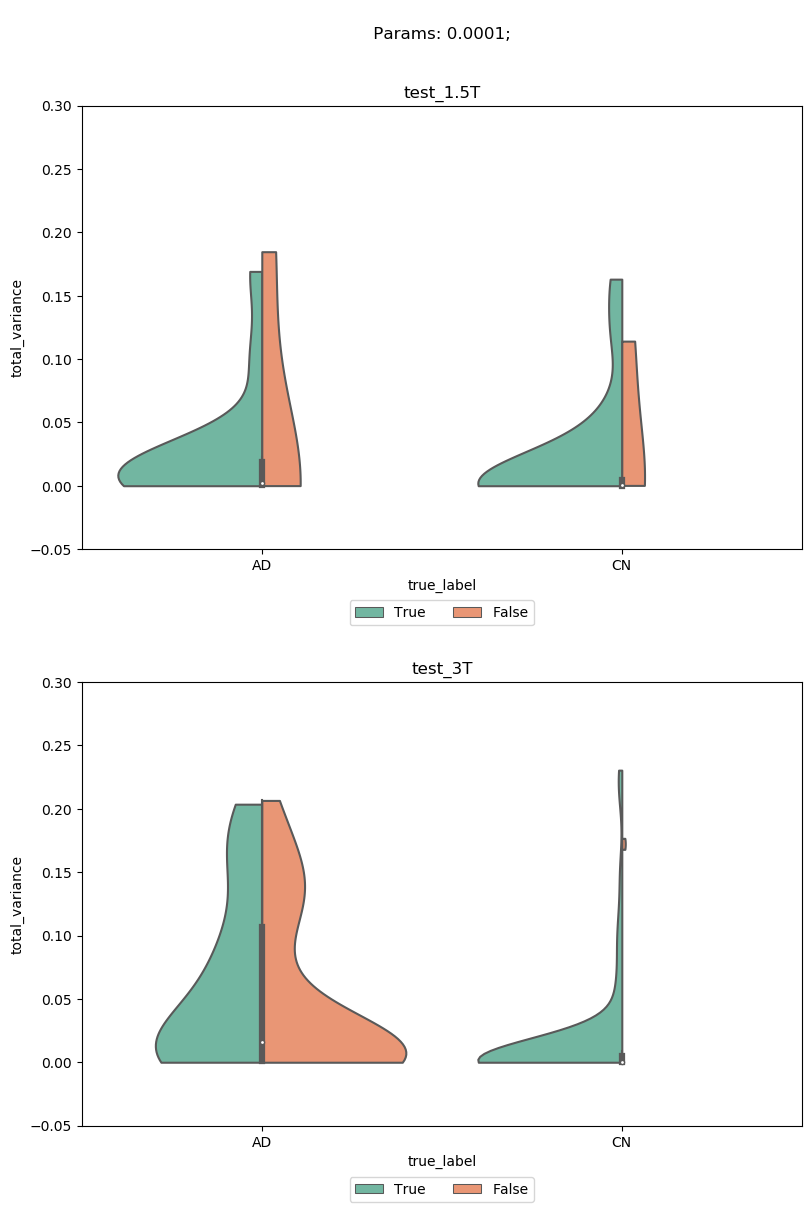 Params: 0.0001;
test_1.5T
0.30
0.25
0.20
0.15
0.10
0.05
0.00
−0.05
total_variance
AD CN
true_label
True False
test_3T
0.30
0.25
0.20
0.15
0.10
0.05
0.00
−0.05
total_variance
AD CN
true_label
True False